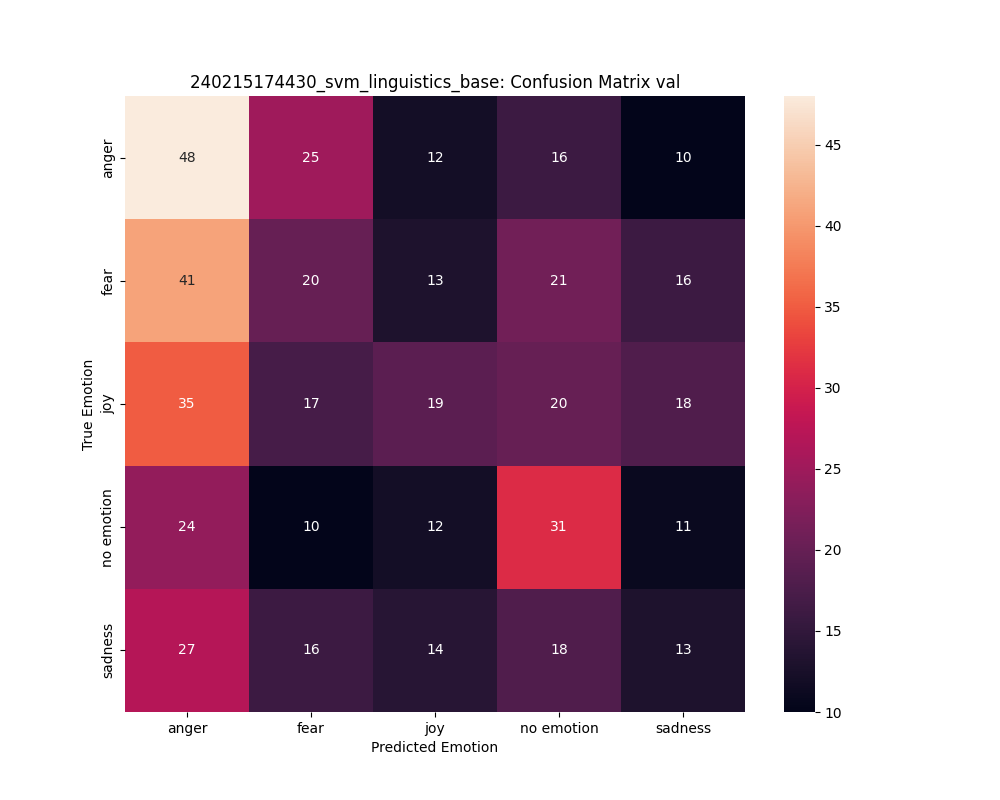 240215174430_svm_linguistics_base: Confusion Matrix val
True Emotion
anger 48 25 12 16 10
fear 41 20 13 21 16
joy 35 17 19 20 18
no emotion 24 10 12 31 11
sadness 27 16 14 18 13
anger fear joy no emotion sadness
Predicted Emotion
45
40
35
30
25
20
15
10